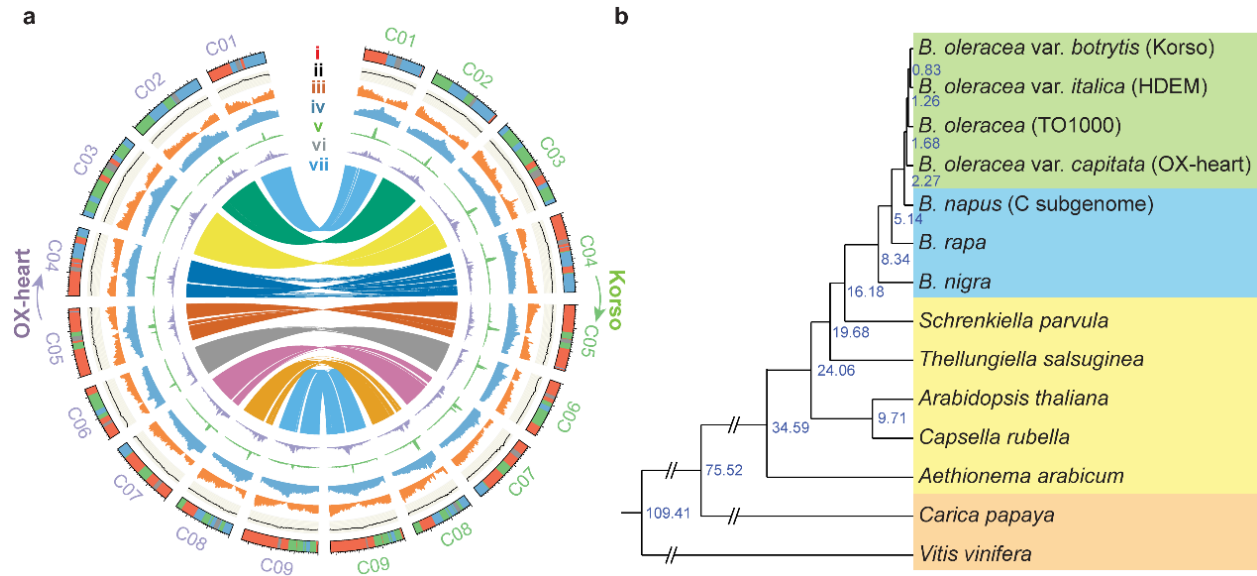 a
C01
C02
C03
C04
C05
C06
C07
C08
C09
OX-heart
i
ii
iii
iv
v
vi
vii
C01
C02
C03
C04
C05
C06
C07
C08
C09
Korso
b
B. oleracea var. botrytis (Korso)
0.83
B. oleracea var. italica (HDEM)
1.26
B. oleracea (TO1000)
1.68
B. oleracea var. capitata (OX-heart)
2.27
B. napus (C subgenome)
5.14
B. rapa
8.34
B. nigra
16.18
Schrenkiella parvula
19.68
Thellungiella salsuginea
24.06
Arabidopsis thaliana
9.71
34.59
Capsella rubella
75.52
Aethionema arabicum
109.41
Carica papaya
Vitis vinifera